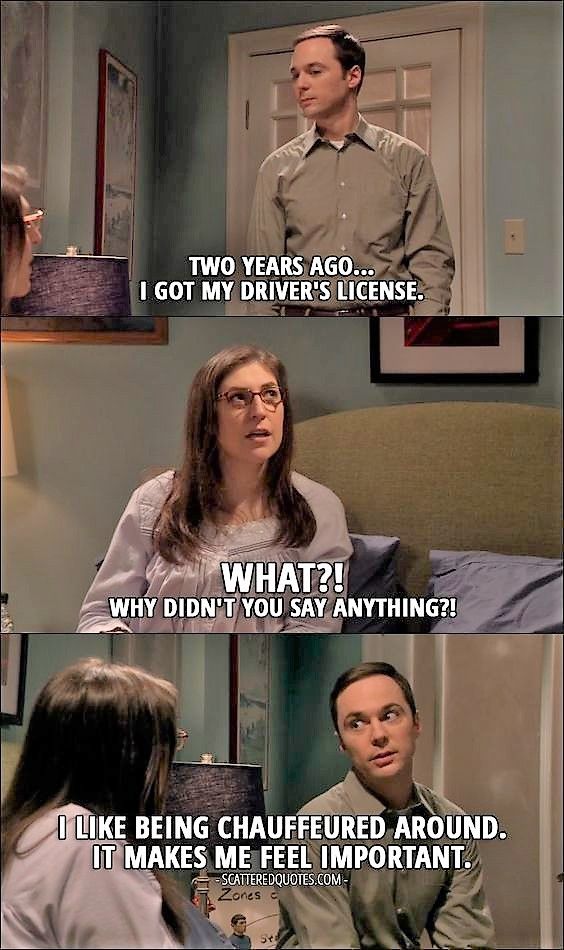 TWO YEARS AGO...
I GOT MY DRIVER'S LICENSE.
WHAT?!
WHY DIDN'T YOU SAY ANYTHING?!
I LIKE BEING CHAUFFEURED AROUND.
IT MAKES ME FEEL IMPORTANT.
- SCATTEREDQUOTES.COM -
Zones